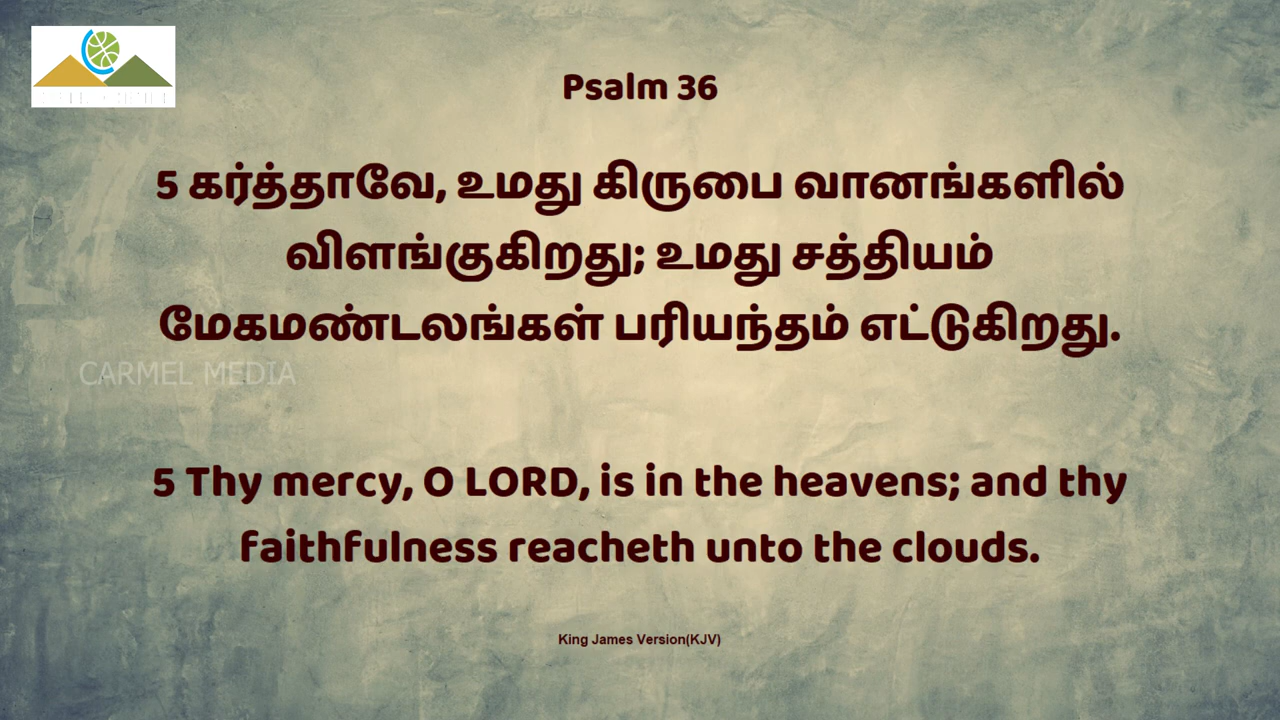 Psalm 36
5 கர்த்தாவே, உமது கிருபை வானங்களில்
விளங்குகிறது; உமது சத்தியம்
மேகமண்டலங்கள் பரியந்தம் எட்டுகிறது.
CARMEL MEDIA
5 Thy mercy, O LORD, is in the heavens; and thy
faithfulness reacheth unto the clouds.
King James Version(KJV)